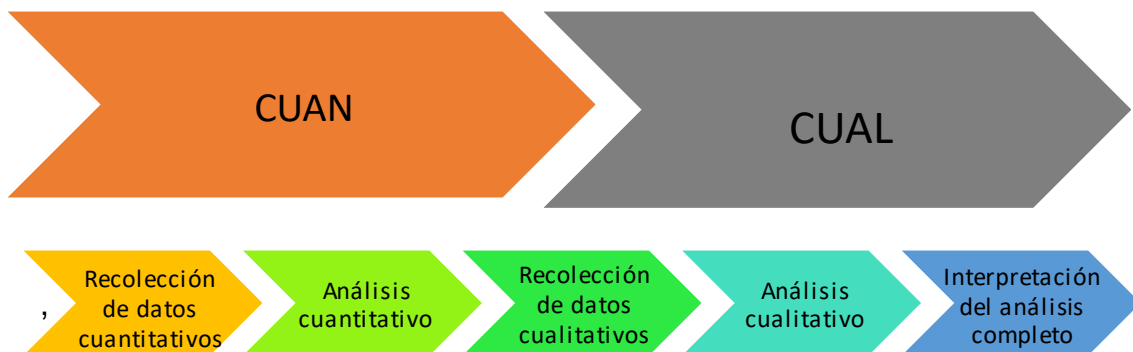 CUAN
CUAL
,
Recolección
de datos
cuantitativos
Análisis
cuantitativo
Recolección
de datos
cualitativos
Análisis
cualitativo
Interpretación
del análisis
completo